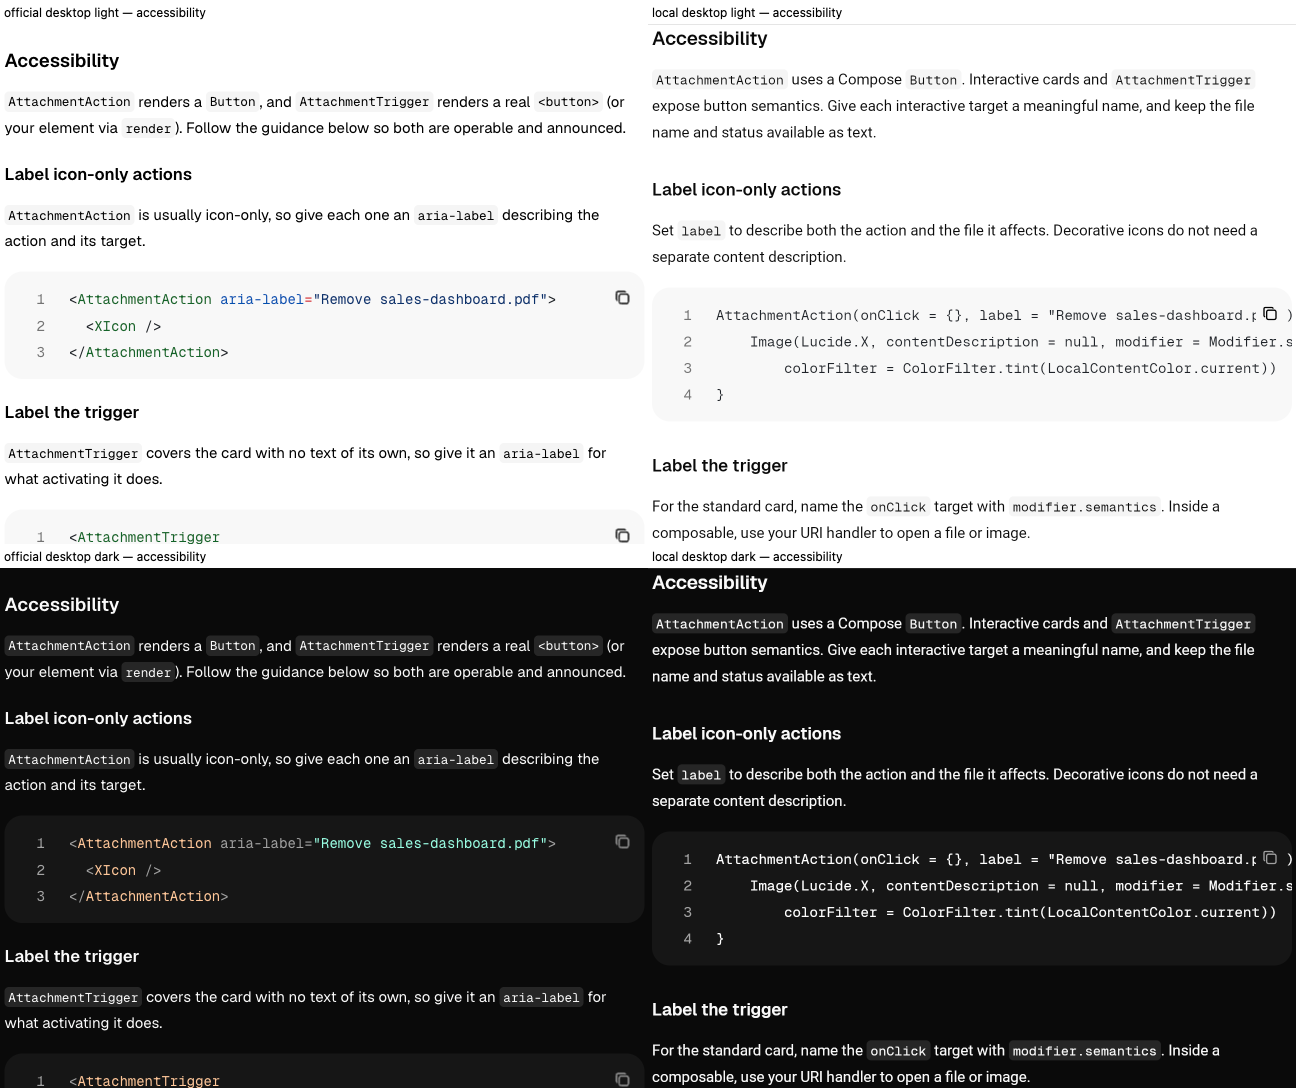 official desktop light — accessibility
Accessibility
AttachmentAction renders a Button, and AttachmentTrigger renders a real <button> (or
your element via render). Follow the guidance below so both are operable and announced.
Label icon-only actions
AttachmentAction is usually icon-only, so give each one an aria-label describing the
action and its target.
1 <AttachmentAction aria-label="Remove sales-dashboard.pdf">
2 <XIcon />
3 </AttachmentAction>
Label the trigger
AttachmentTrigger covers the card with no text of its own, so give it an aria-label for
what activating it does.
1 <AttachmentTrigger
local desktop light — accessibility
Accessibility
AttachmentAction uses a Compose Button. Interactive cards and AttachmentTrigger
expose button semantics. Give each interactive target a meaningful name, and keep the file
name and status available as text.
Label icon-only actions
Set label to describe both the action and the file it affects. Decorative icons do not need a
separate content description.
1 AttachmentAction(onClick = {}, label = "Remove sales-dashboard.p )
2 Image(Lucide.X, contentDescription = null, modifier = Modifier.s
3 colorFilter = ColorFilter.tint(LocalContentColor.current))
4 }
Label the trigger
For the standard card, name the onClick target with modifier.semantics. Inside a
composable, use your URI handler to open a file or image.
official desktop dark — accessibility
Accessibility
AttachmentAction renders a Button, and AttachmentTrigger renders a real <button> (or
your element via render). Follow the guidance below so both are operable and announced.
Label icon-only actions
AttachmentAction is usually icon-only, so give each one an aria-label describing the
action and its target.
1 <AttachmentAction aria-label="Remove sales-dashboard.pdf">
2 <XIcon />
3 </AttachmentAction>
Label the trigger
AttachmentTrigger covers the card with no text of its own, so give it an aria-label for
what activating it does.
1 <AttachmentTrigger
local desktop dark — accessibility
Accessibility
AttachmentAction uses a Compose Button. Interactive cards and AttachmentTrigger
expose button semantics. Give each interactive target a meaningful name, and keep the file
name and status available as text.
Label icon-only actions
Set label to describe both the action and the file it affects. Decorative icons do not need a
separate content description.
1 AttachmentAction(onClick = {}, label = "Remove sales-dashboard.p )
2 Image(Lucide.X, contentDescription = null, modifier = Modifier.s
3 colorFilter = ColorFilter.tint(LocalContentColor.current))
4 }
Label the trigger
For the standard card, name the onClick target with modifier.semantics. Inside a
composable, use your URI handler to open a file or image.